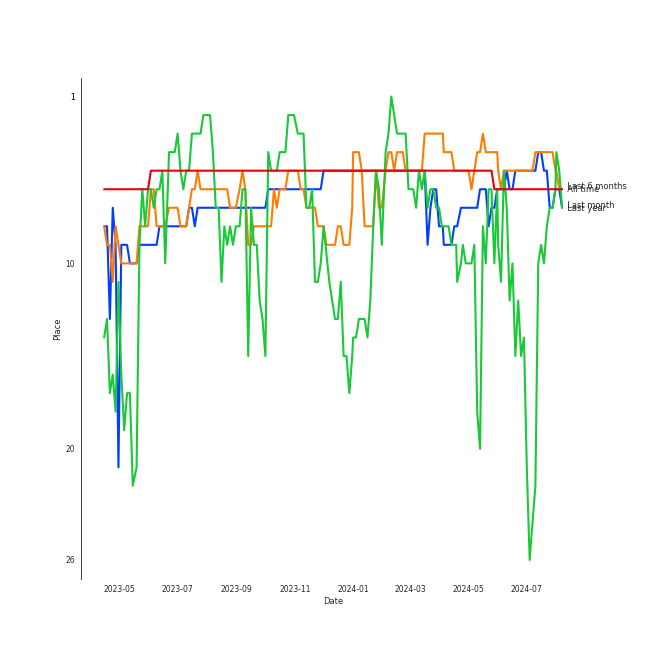 1
Last 6 months
All time
Last month
Last year
10
Place
20
26
2023-05 2023-07 2023-09 2023-11 2024-01 2024-03 2024-05 2024-07
Date